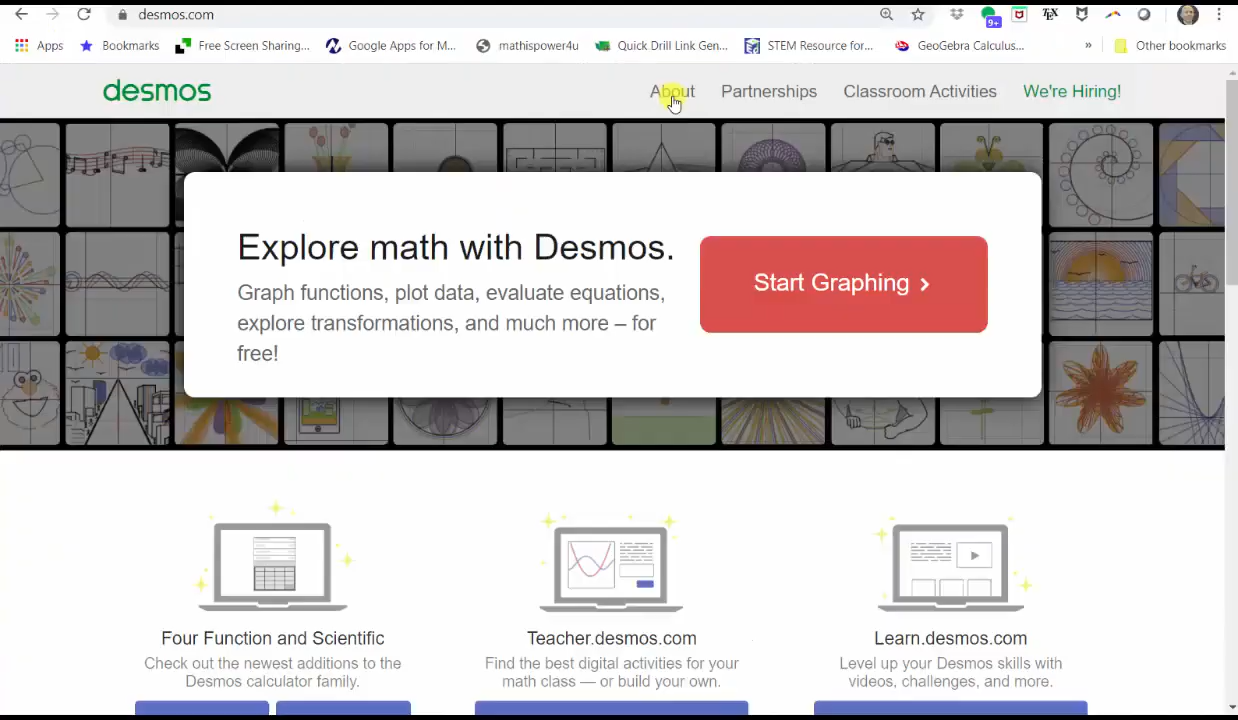 desmos.com
9+
TEX
Apps
Bookmarks
Free Screen Sharing...
Google Apps for M...
mathispower4u
Quick Drill Link Gen...
STEM Resource for...
GeoGebra Calculus...
»
Other bookmarks
desmos
About
Partnerships
Classroom Activities
We're Hiring!
Explore math with Desmos.
Graph functions, plot data, evaluate equations,
explore transformations, and much more – for
free!
Start Graphing >
Four Function and Scientific
Check out the newest additions to the
Desmos calculator family.
Teacher.desmos.com
Find the best digital activities for your
math class — or build your own.
Learn.desmos.com
Level up your Desmos skills with
videos, challenges, and more.